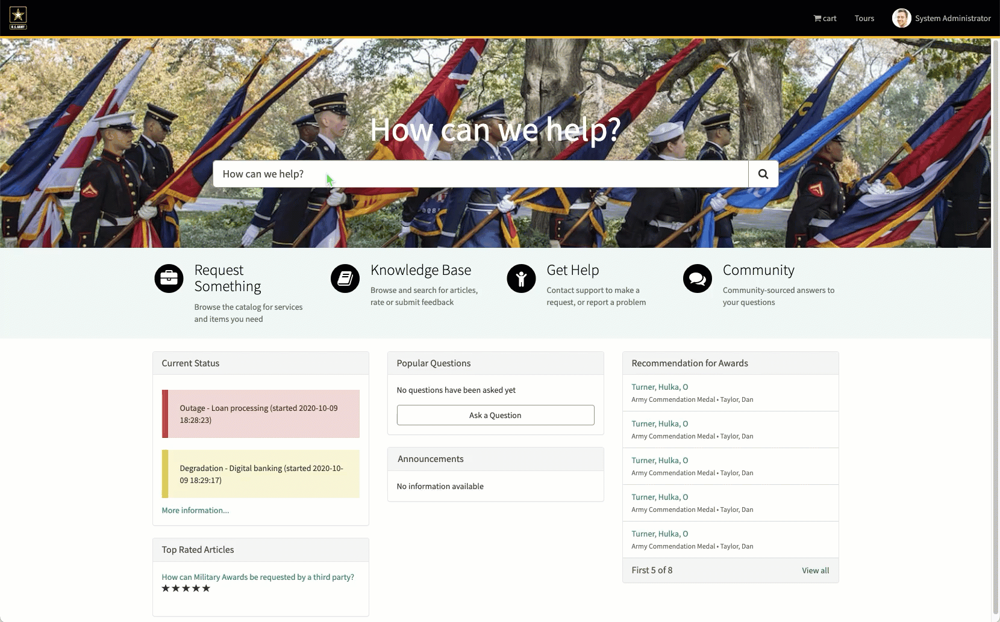 U.S.ARMY
cart
Tours
System Administrator
How can we help?
How can we help?
Request
Something
Browse the catalog for services
and items you need
Knowledge Base
Browse and search for articles,
rate or submit feedback
Get Help
Contact support to make a
request, or report a problem
Community
Community-sourced answers to
your questions
Current Status
Outage - Loan processing (started 2020-10-09
18:28:23)
Degradation - Digital banking (started 2020-10-
09 18:29:17)
More information...
Top Rated Articles
How can Military Awards be requested by a third party?
Popular Questions
No questions have been asked yet
Ask a Question
Announcements
No information available
Recommendation for Awards
Turner, Hulka, O
Army Commendation Medal • Taylor, Dan
Turner, Hulka, O
Army Commendation Medal • Taylor, Dan
Turner, Hulka, O
Army Commendation Medal • Taylor, Dan
Turner, Hulka, O
Army Commendation Medal • Taylor, Dan
Turner, Hulka, O
Army Commendation Medal • Taylor, Dan
First 5 of 8
View all